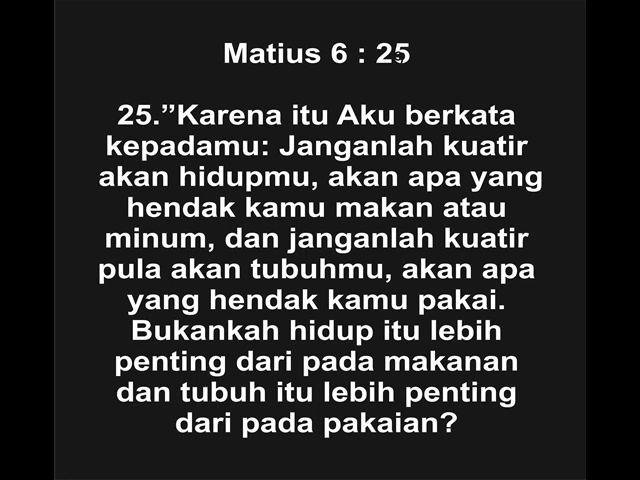 Matius 6 : 25
25.”Karena itu Aku berkata
kepadamu: Janganlah kuatir
akan hidupmu, akan apa yang
hendak kamu makan atau
minum, dan janganlah kuatir
pula akan tubuhmu, akan apa
yang hendak kamu pakai.
Bukankah hidup itu lebih
penting dari pada makanan
dan tubuh itu lebih penting
dari pada pakaian?